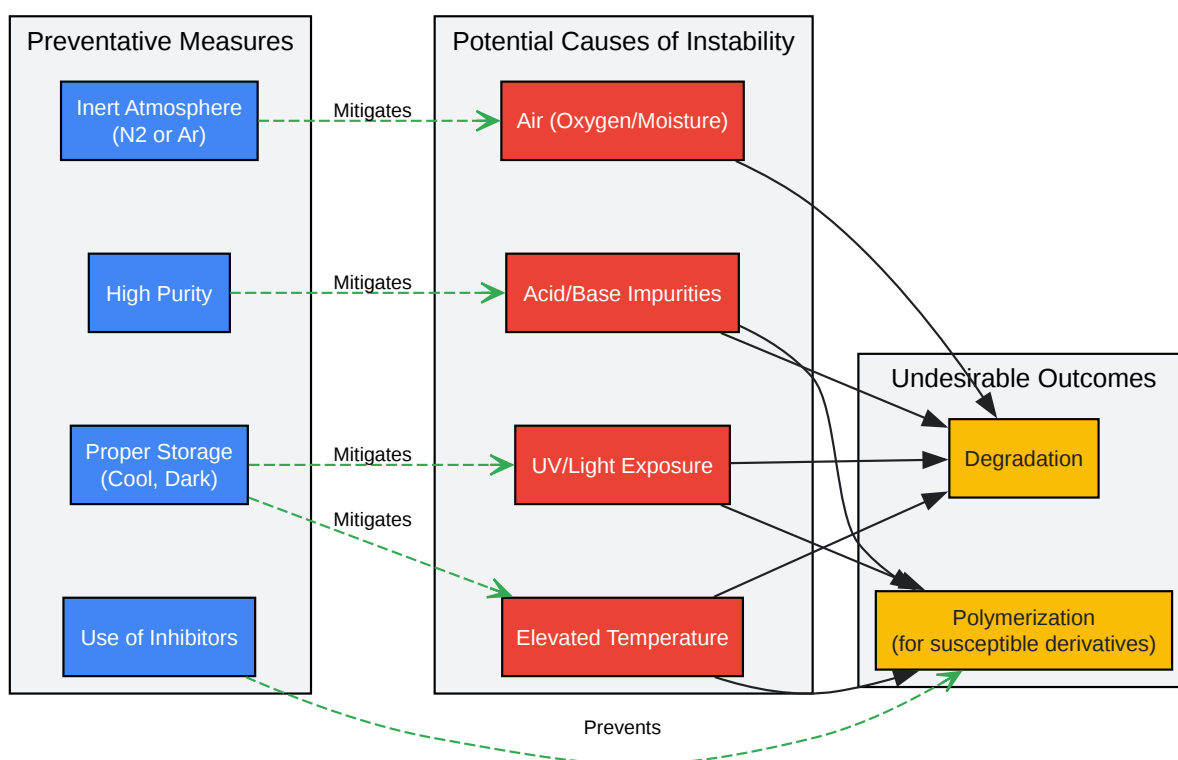 Preventative Measures
Inert Atmosphere
(N2 or Ar)
High Purity
Proper Storage
(Cool, Dark)
Use of Inhibitors
Mitigates
Mitigates
Mitigates
Mitigates
Prevents
Potential Causes of Instability
Air (Oxygen/Moisture)
Acid/Base Impurities
UV/Light Exposure
Elevated Temperature
Undesirable Outcomes
Degradation
Polymerization
(for susceptible derivatives)